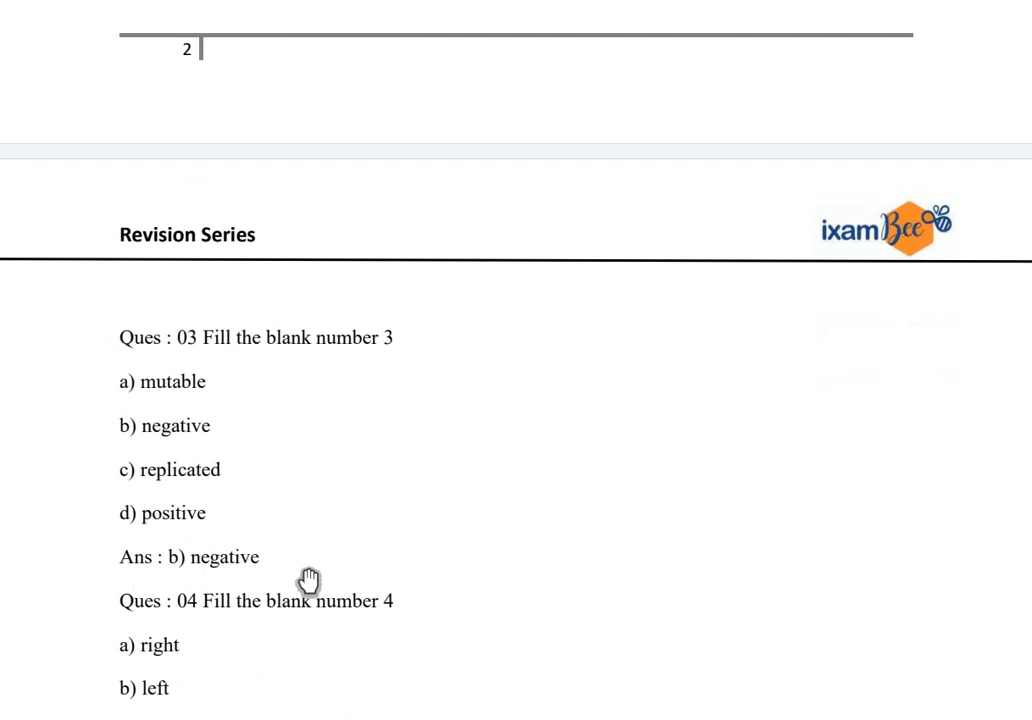 2
Revision Series
ixamBee
Ques : 03 Fill the blank number 3
a) mutable
b) negative
c) replicated
d) positive
Ans : b) negative
Ques : 04 Fill the blank number 4
a) right
b) left